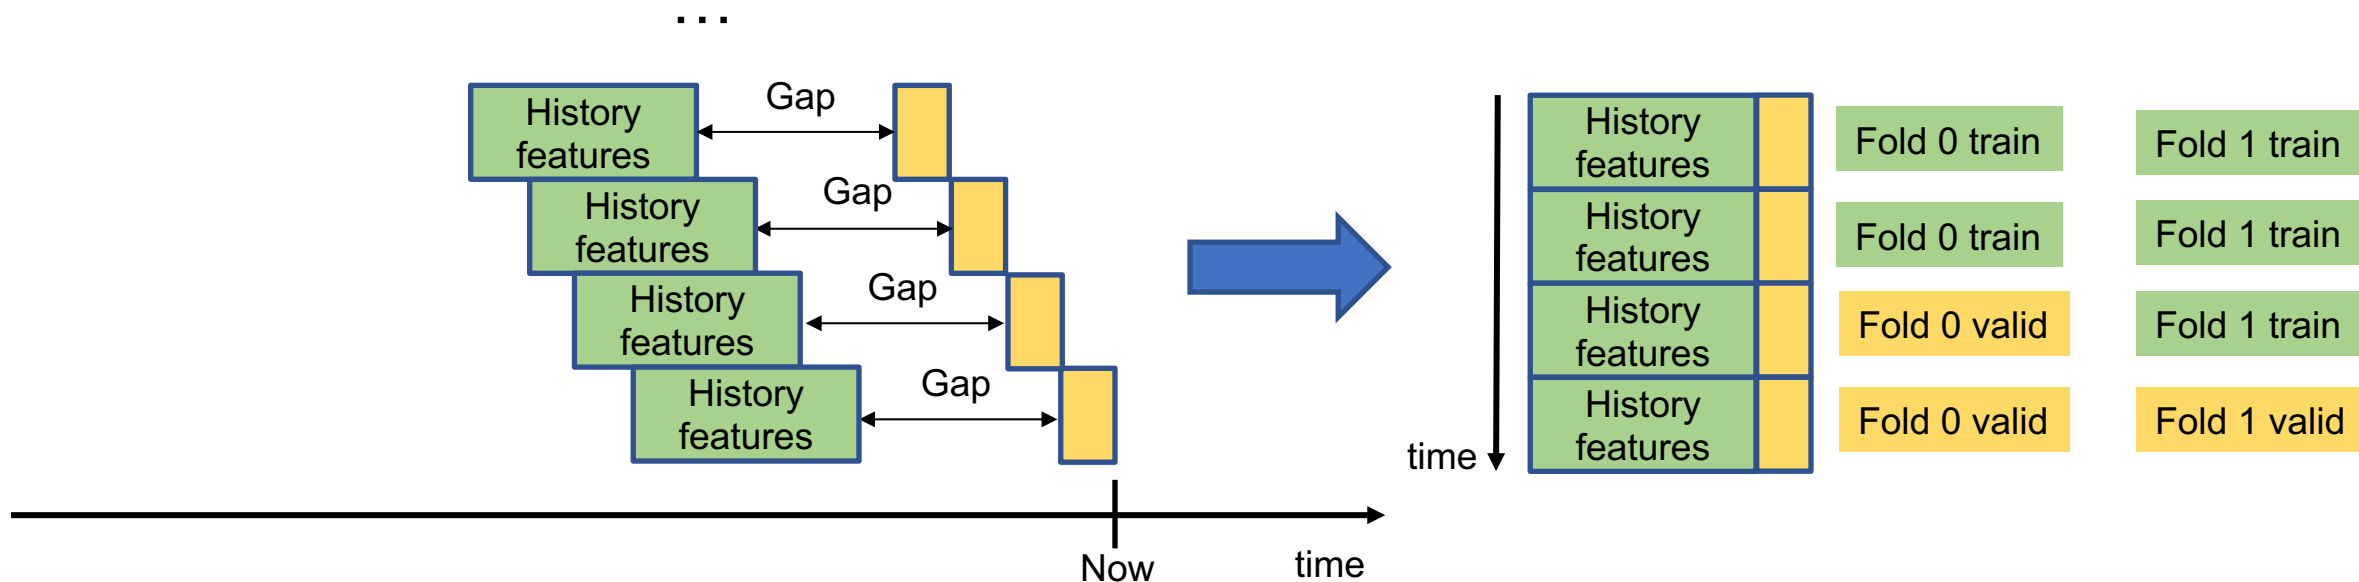 ...
Gap
History
features
Gap
History
features
Gap
History
features
Gap
History
features
Now
time
time
History
features
Fold 0 train
Fold 1 train
History
features
Fold 0 train
Fold 1 train
History
features
Fold 0 valid
Fold 1 train
History
features
Fold 0 valid
Fold 1 valid